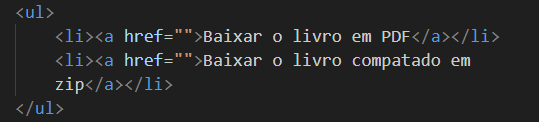 <ul>
<li><a href="">Baixar o livro em PDF</a></li>
<li><a href="">Baixar o livro compatado em
zip</a></li>
</ul>